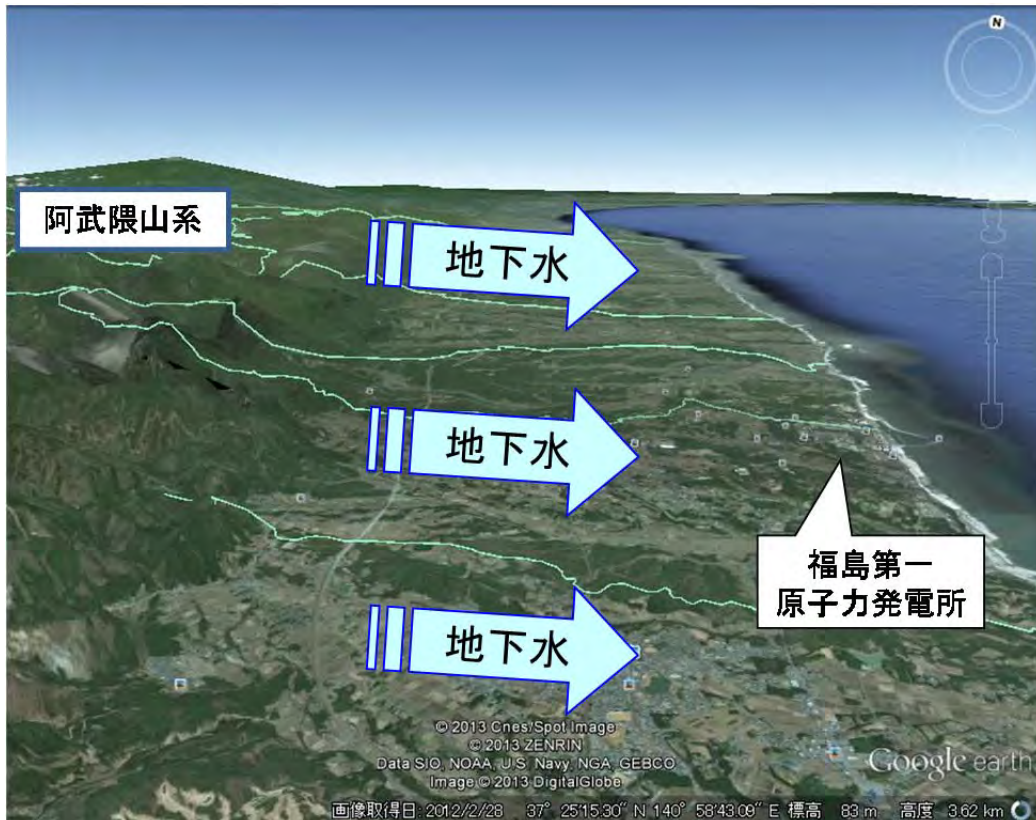 N
阿武隈山系
地下水
地下水
地下水
福島第一
原子力発電所
© 2013 Cnes/Spot Image
© 2013 ZENRIN
Data SIO, NOAA, U.S. Navy, NGA, GEBCO
Image © 2013 DigitalGlobe
Google earth
画像取得日: 2012/2/28 37° 25'15.30" N 140° 58'43.09" E 標高 83 m 高度 3.62 km